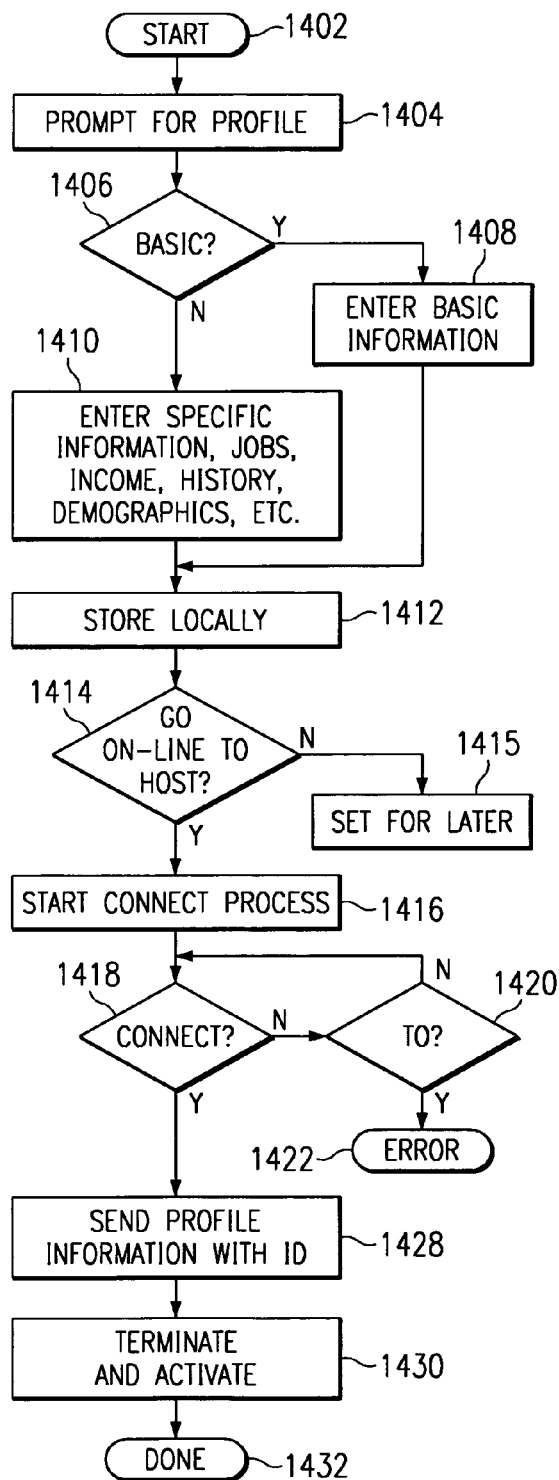 START
1402
PROMPT FOR PROFILE
1404
1406
BASIC?
Y
N
1408
ENTER BASIC
INFORMATION
1410
ENTER SPECIFIC
INFORMATION, JOBS,
INCOME, HISTORY,
DEMOGRAPHICS, ETC.
STORE LOCALLY
1412
1414
GO
ON-LINE TO
HOST?
N
Y
1415
SET FOR LATER
START CONNECT PROCESS
1416
1418
CONNECT?
N
Y
1420
TO?
N
Y
1422
ERROR
SEND PROFILE
INFORMATION WITH ID
1428
TERMINATE
AND ACTIVATE
1430
DONE
1432